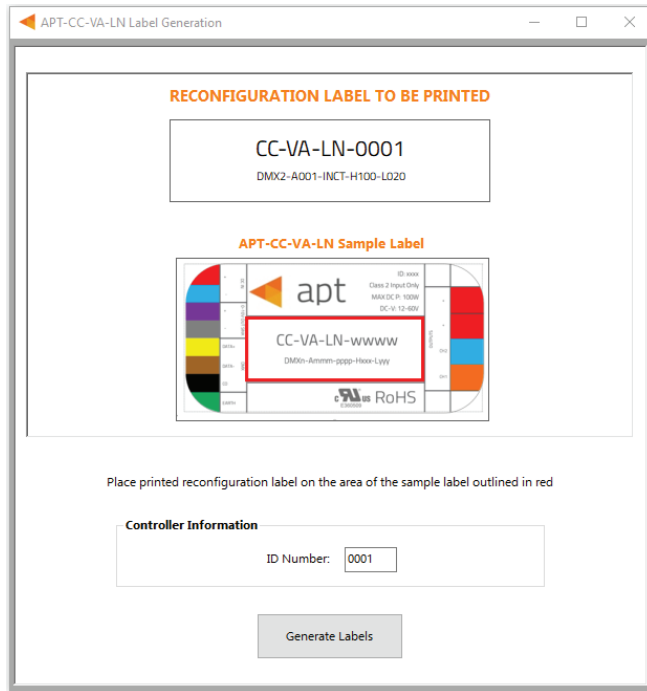 APT-CC-VA-LN Label Generation
RECONFIGURATION LABEL TO BE PRINTED
CC-VA-LN-0001
DMX2-A001-INCT-H100-L020
APT-CC-VA-LN Sample Label
apt
ID: xxxx
Class 2 Input Only
MAX DC P: 100W
DC-V: 12-60V
CC-VA-LN-wwww
DMXn-Ammm-pppp-Hxxx-Lyyy
DATA+
DATA-
c us RoHS
Place printed reconfiguration label on the area of the sample label outlined in red
Controller Information
ID Number: 0001
Generate Labels